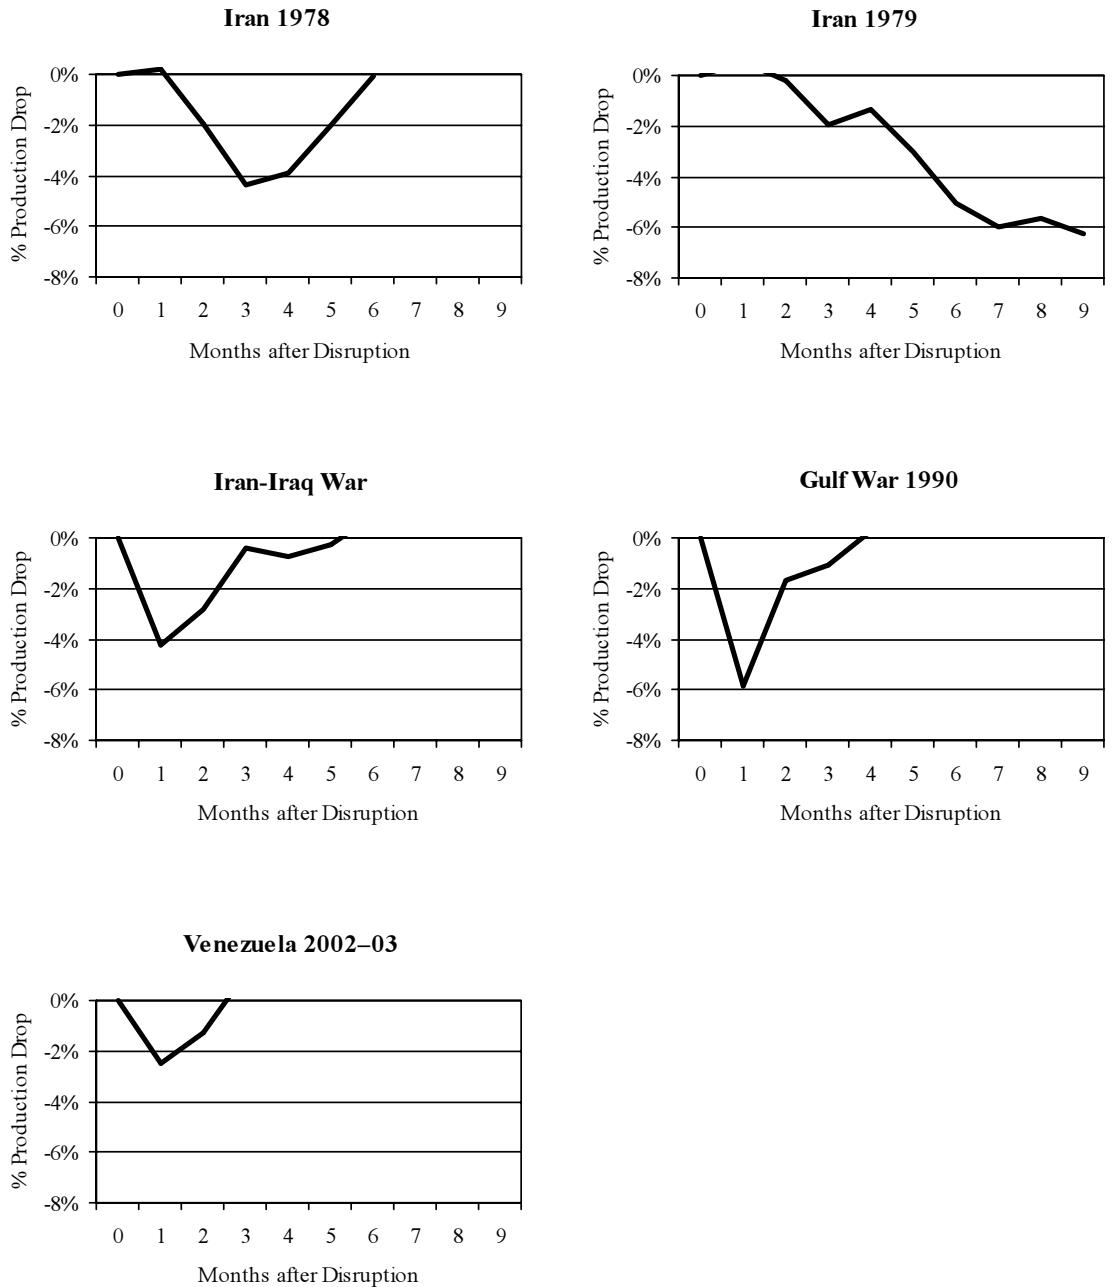 Iran 1978
% Production Drop
0%
-2%
-4%
-6%
-8%
0 1 2 3 4 5 6 7 8 9
Months after Disruption
Iran 1979
% Production Drop
0%
-2%
-4%
-6%
-8%
0 1 2 3 4 5 6 7 8 9
Months after Disruption
Iran-Iraq War
% Production Drop
0%
-2%
-4%
-6%
-8%
0 1 2 3 4 5 6 7 8 9
Months after Disruption
Gulf War 1990
% Production Drop
0%
-2%
-4%
-6%
-8%
0 1 2 3 4 5 6 7 8 9
Months after Disruption
Venezuela 2002–03
% Production Drop
0%
-2%
-4%
-6%
-8%
0 1 2 3 4 5 6 7 8 9
Months after Disruption